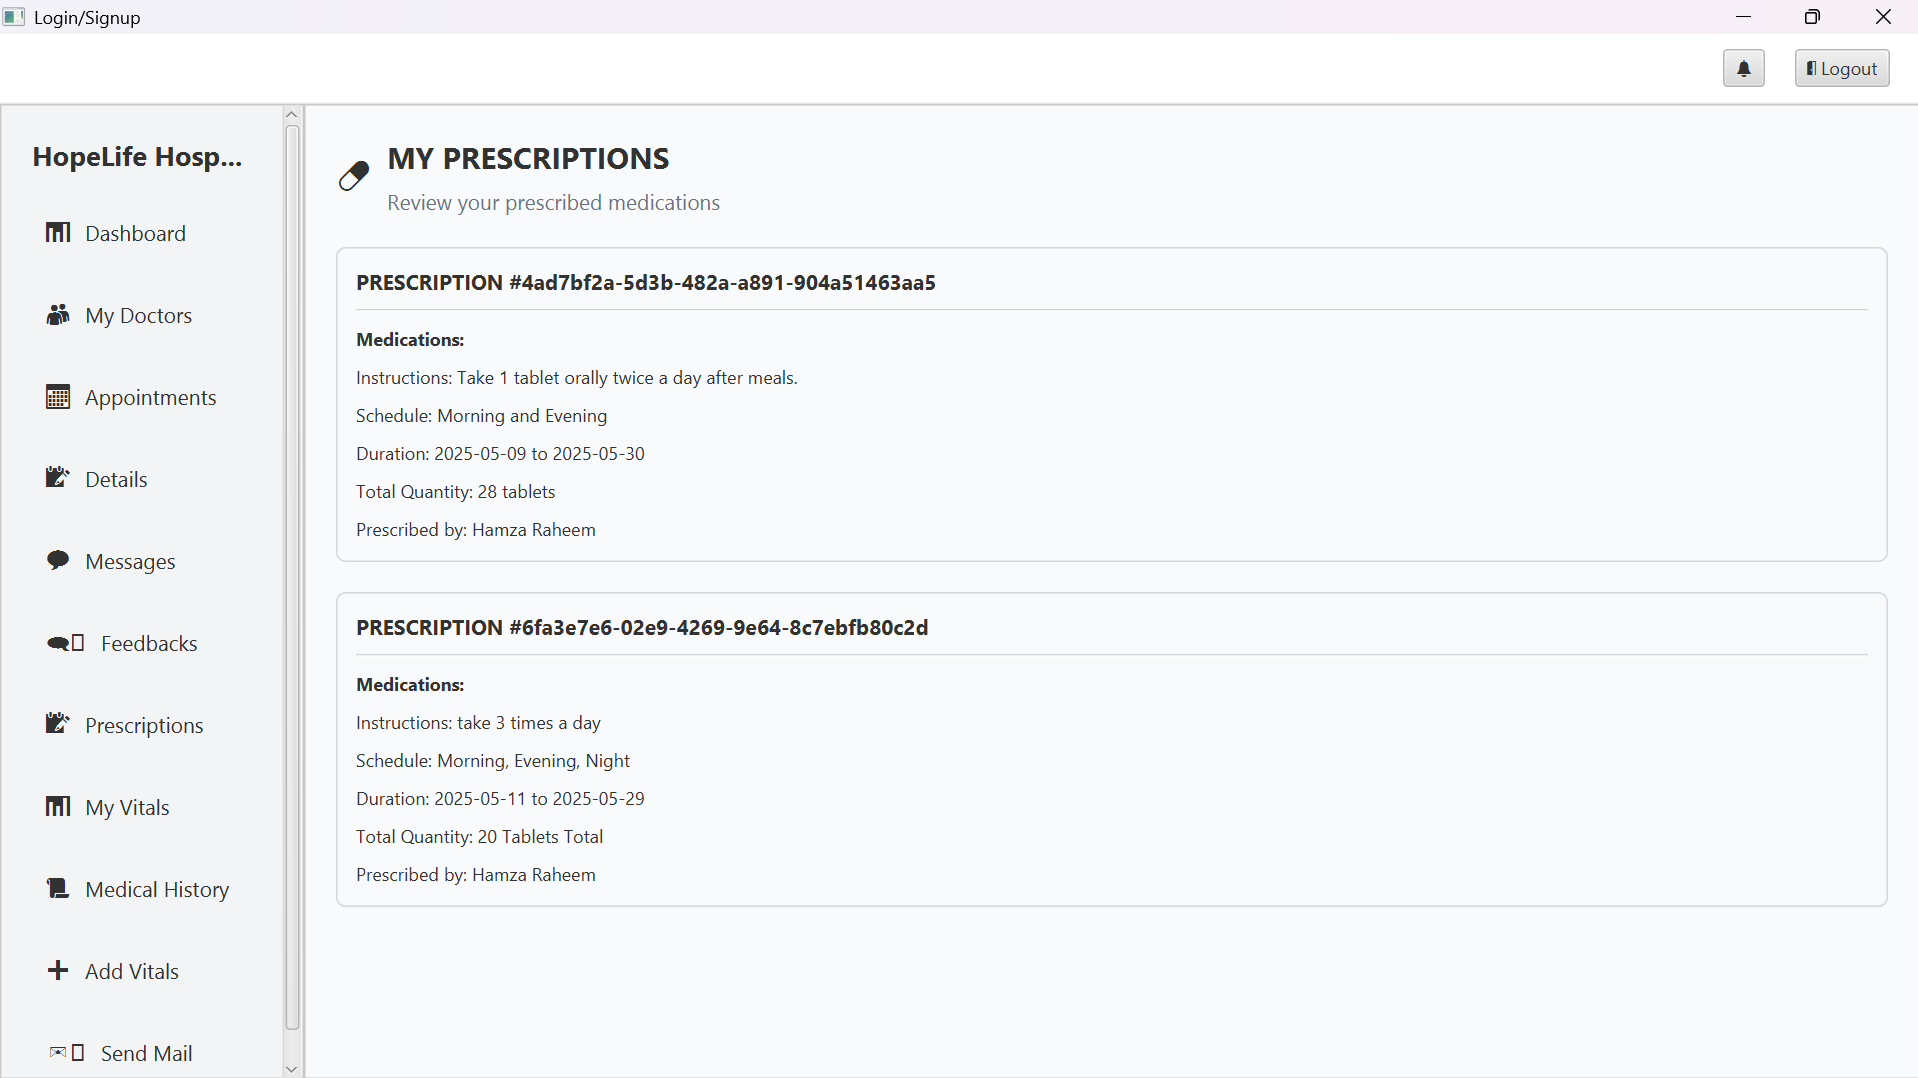 Login/Signup
Logout
HopeLife Hosp...
Dashboard
My Doctors
Appointments
Details
Messages
Feedbacks
Prescriptions
My Vitals
Medical History
Add Vitals
Send Mail
MY PRESCRIPTIONS
Review your prescribed medications
PRESCRIPTION #4ad7bf2a-5d3b-482a-a891-904a51463aa5
Medications:
Instructions: Take 1 tablet orally twice a day after meals.
Schedule: Morning and Evening
Duration: 2025-05-09 to 2025-05-30
Total Quantity: 28 tablets
Prescribed by: Hamza Raheem
PRESCRIPTION #6fa3e7e6-02e9-4269-9e64-8c7ebfb80c2d
Medications:
Instructions: take 3 times a day
Schedule: Morning, Evening, Night
Duration: 2025-05-11 to 2025-05-29
Total Quantity: 20 Tablets Total
Prescribed by: Hamza Raheem